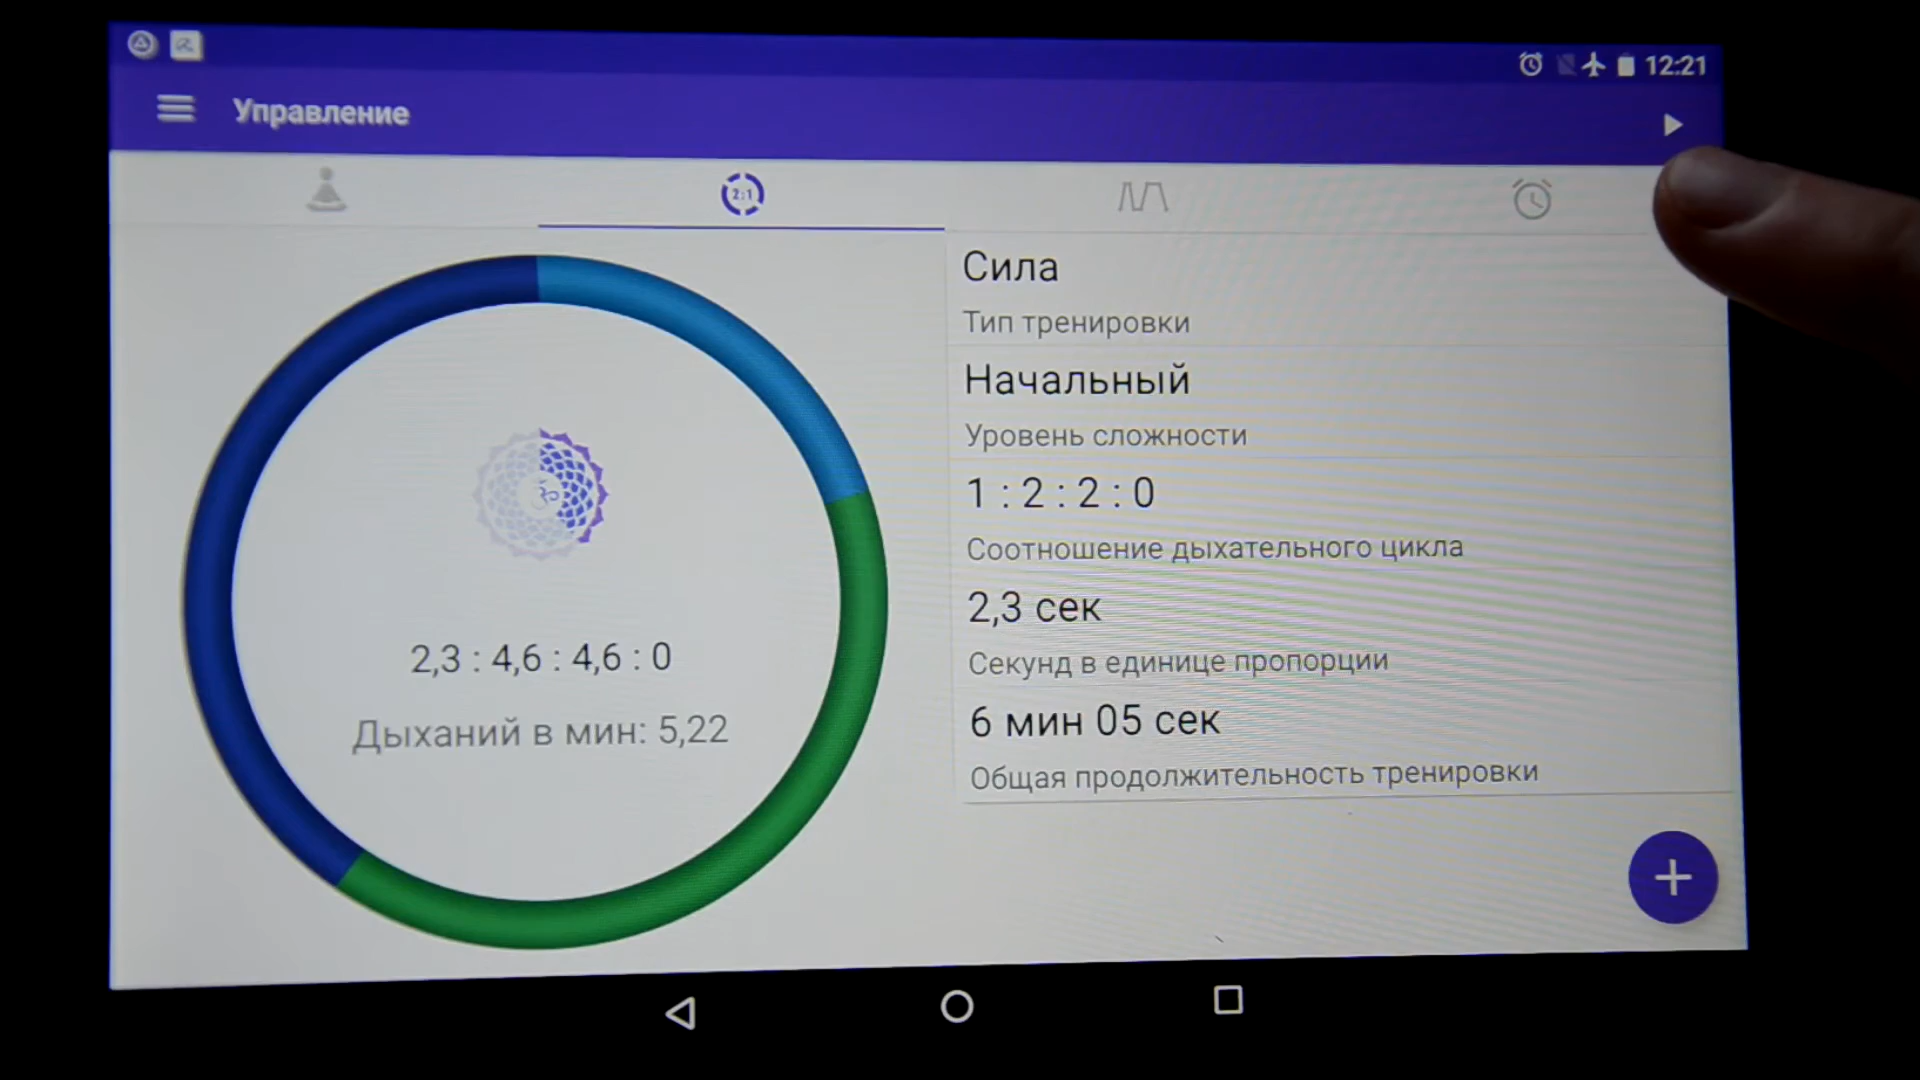 12:21
Управление
2:1
Сила
Тип тренировки
Начальный
Уровень сложности
1 : 2 : 2 : 0
Соотношение дыхательного цикла
2,3 сек
Секунд в единице пропорции
6 мин 05 сек
Общая продолжительность тренировки
2,3 : 4,6 : 4,6 : 0
Дыханий в мин: 5,22